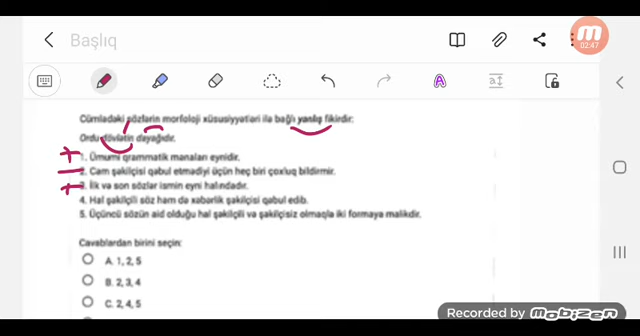 Başlıq
02:47
Cümlədəki sözlərin morfoloji xüsusiyyətləri ilə bağlı yanlış fikirdir:
Ordu dövlətin dayağıdır.
1. Ümumi qrammatik mənaları eynidir.
2. Cəm şəkilçisi qəbul etmədiyi üçün heç biri çoxluq bildirmir.
3. İlk və son sözlər ismin eyni halındadır.
4. Hal şəkilçili söz həm də xəbərlik şəkilçisi qəbul edib.
5. Üçüncü sözün aid olduğu hal şəkilçili və şəkilçisiz olmaqla iki formaya malikdir.
Cavablardan birini seçin:
A. 1, 2, 5
B. 2, 3, 4
C. 2, 4, 5
Recorded by
MOBIZEN